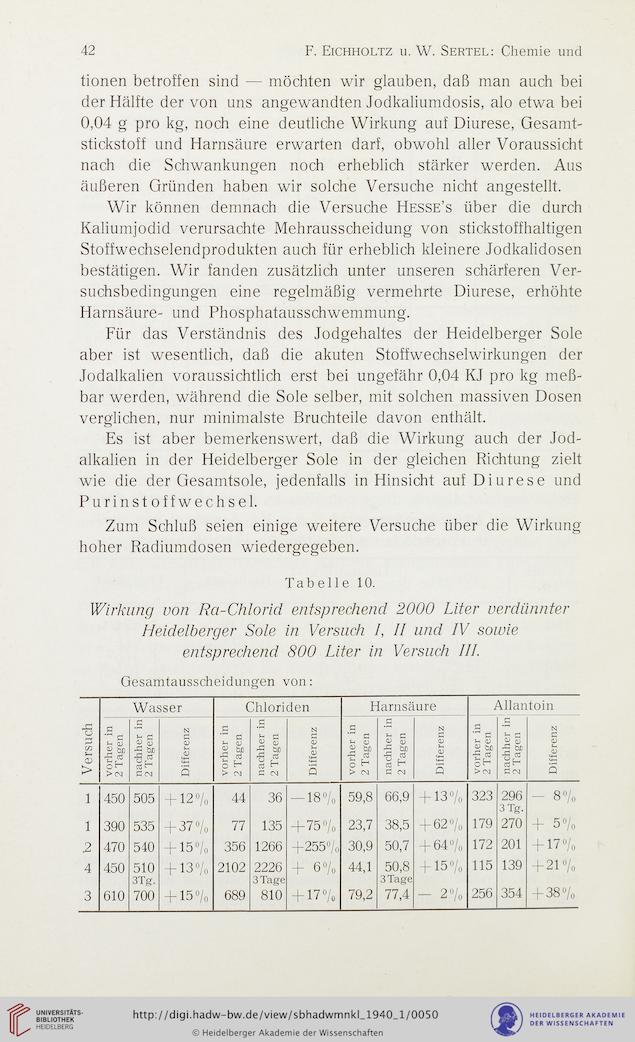 42 F. EICHHOLTZ u. W. SERTEL: Chemie und
tionen betroffen sind — möchten wir glauben, daß man auch bei
der Hälfte der von uns angewandten Jodkaliumdosis, alo etwa bei
0,04 g pro kg, noch eine deutliche Wirkung auf Diurese, Gesamt-
stickstoff und Harnsäure erwarten darf, obwohl aller Voraussicht
nach die Schwankungen noch erheblich stärker werden. Aus
äußeren Gründen haben wir solche Versuche nicht angestellt.
Wir können demnach die Versuche HESSE'S über die durch
Kaliumjodid verursachte Mehrausscheidung von stickstoffhaltigen
Stoffwechselendprodukten auch für erheblich kleinere Jodkalidosen
bestätigen. Wir fanden zusätzlich unter unseren schärferen Ver-
suchsbedingungen eine regelmäßig vermehrte Diurese, erhöhte
Harnsäure- und Phosphatausschwemmung.
Für das Verständnis des Jodgehaltes der Heidelberger Sole
aber ist wesentlich, daß die akuten Stoffwechselwirkungen der
Jodalkalien voraussichtlich erst bei ungefähr 0,04 KJ pro kg meß-
bar werden, während die Sole selber, mit solchen massiven Dosen
verglichen, nur minimalste Bruchteile davon enthält.
Es ist aber bemerkenswert, daß die Wirkung auch der Jod-
alkalien in der Heidelberger Sole in der gleichen Richtung zielt
wie die der Gesamtsole, jedenfalls in Hinsicht auf Diurese und
Purinstoffwechsel.
Zum Schluß seien einige weitere Versuche über die Wirkung
hoher Radiumdosen wiedergegeben.
Tabelle 10.
Wirkung von Ra-Chlorid entsprechend 2000 Liter verdünnter
Heidelberger Sole in Versuch I, II und IV sowie
entsprechend 800 Liter in Versuch III.
Gesamtausscheidungen von:
Wasser Chloriden Harnsäure Allantoin
Versuch vorher in 2 Tagen nachher in 2 Tagen Differenz vorher in 2 Tagen nachher in 2 Tagen Differenz vorher in 2 Tagen nachher in 2 Tagen Differenz vorher in 2 Tagen nachher in 2 Tagen Differenz
1 450 505 +12% 44 36 —18% 59,8 66,9 +13% 323 296 — 8%
3 Tg.
1 390 535 +37% 77 135 +75% 23,7 38,5 +62% 179 270 + 5%
2 470 540 +15% 356 1266 +255% 30,9 50,7 +64% 172 201 +17%
4 450 510 +13% 2102 2226 + 6% 44,1 50,8 +15% 115 139 +21%
3Tg. 3Tage 3Tage
3 610 700 +15% 689 810 +17% 79,2 77,4 — 2% 256 354 +38%
UNIVERSITÄTS-
BIBLIOTHEK
HEIDELBERG
http://digi.hadw-bw.de/view/sbhadwmnkl_1940_1/0050
© Heidelberger Akademie der Wissenschaften
HEIDELBERGER AKADEMIE
DER WISSENSCHAFTEN